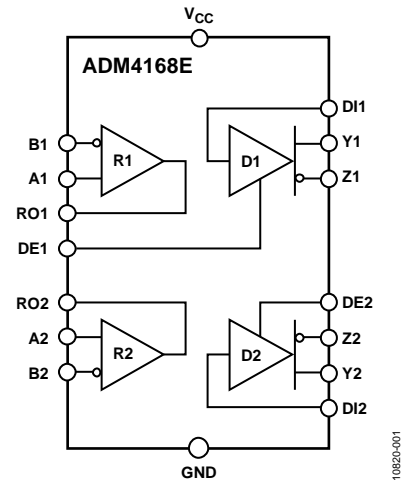 VCC
ADM4168E
DI1
B1
R1
D1
Y1
A1
Z1
RO1
DE1
RO2
DE2
A2
R2
D2
Z2
B2
Y2
DI2
GND
10820-001